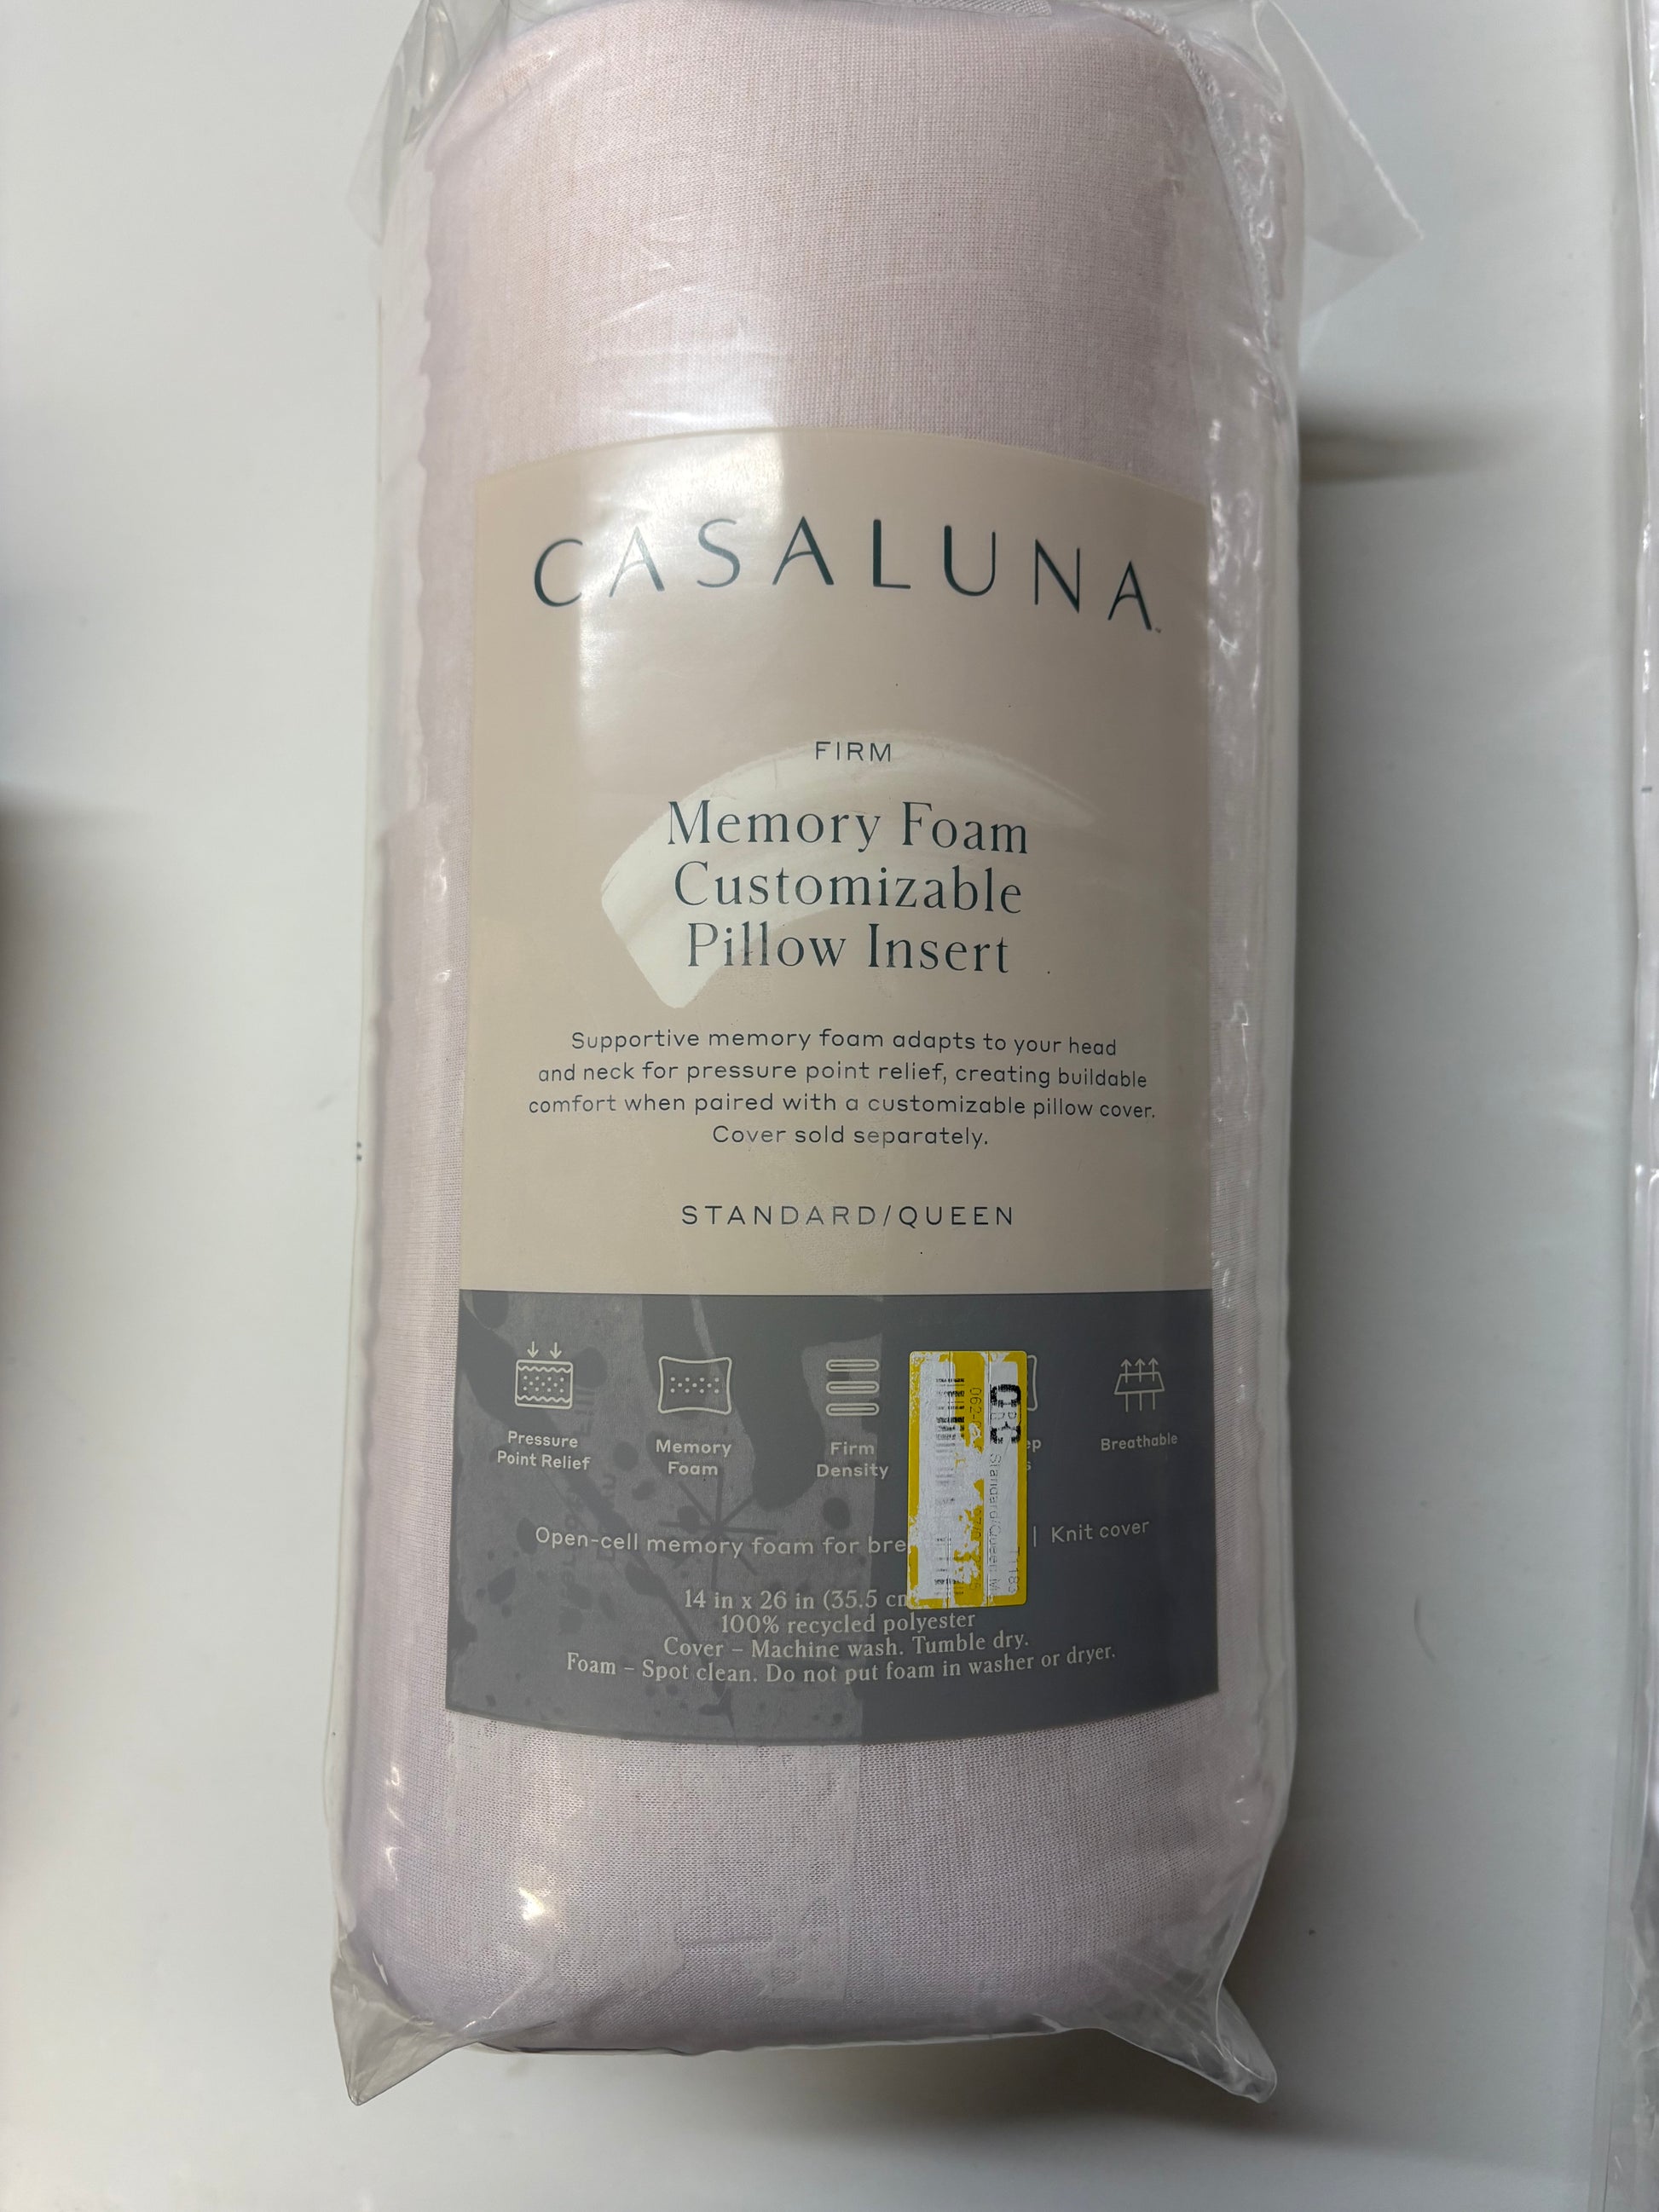 CASALUNA™
FIRM
Memory Foam
Customizable
Pillow Insert
Supportive memory foam adapts to your head
and neck for pressure point relief, creating buildable
comfort when paired with a customizable pillow cover.
Cover sold separately.
STANDARD/QUEEN
Pressure
Point Relief
Memory
Foam
Firm
Density
Breathable
Open-cell memory foam for
| Knit cover
14 in x 26 in (35.5
100% recycled polyester
Cover – Machine wash. Tumble dry.
Foam – Spot clean. Do not put foam in washer or dryer.
Standard/Queen